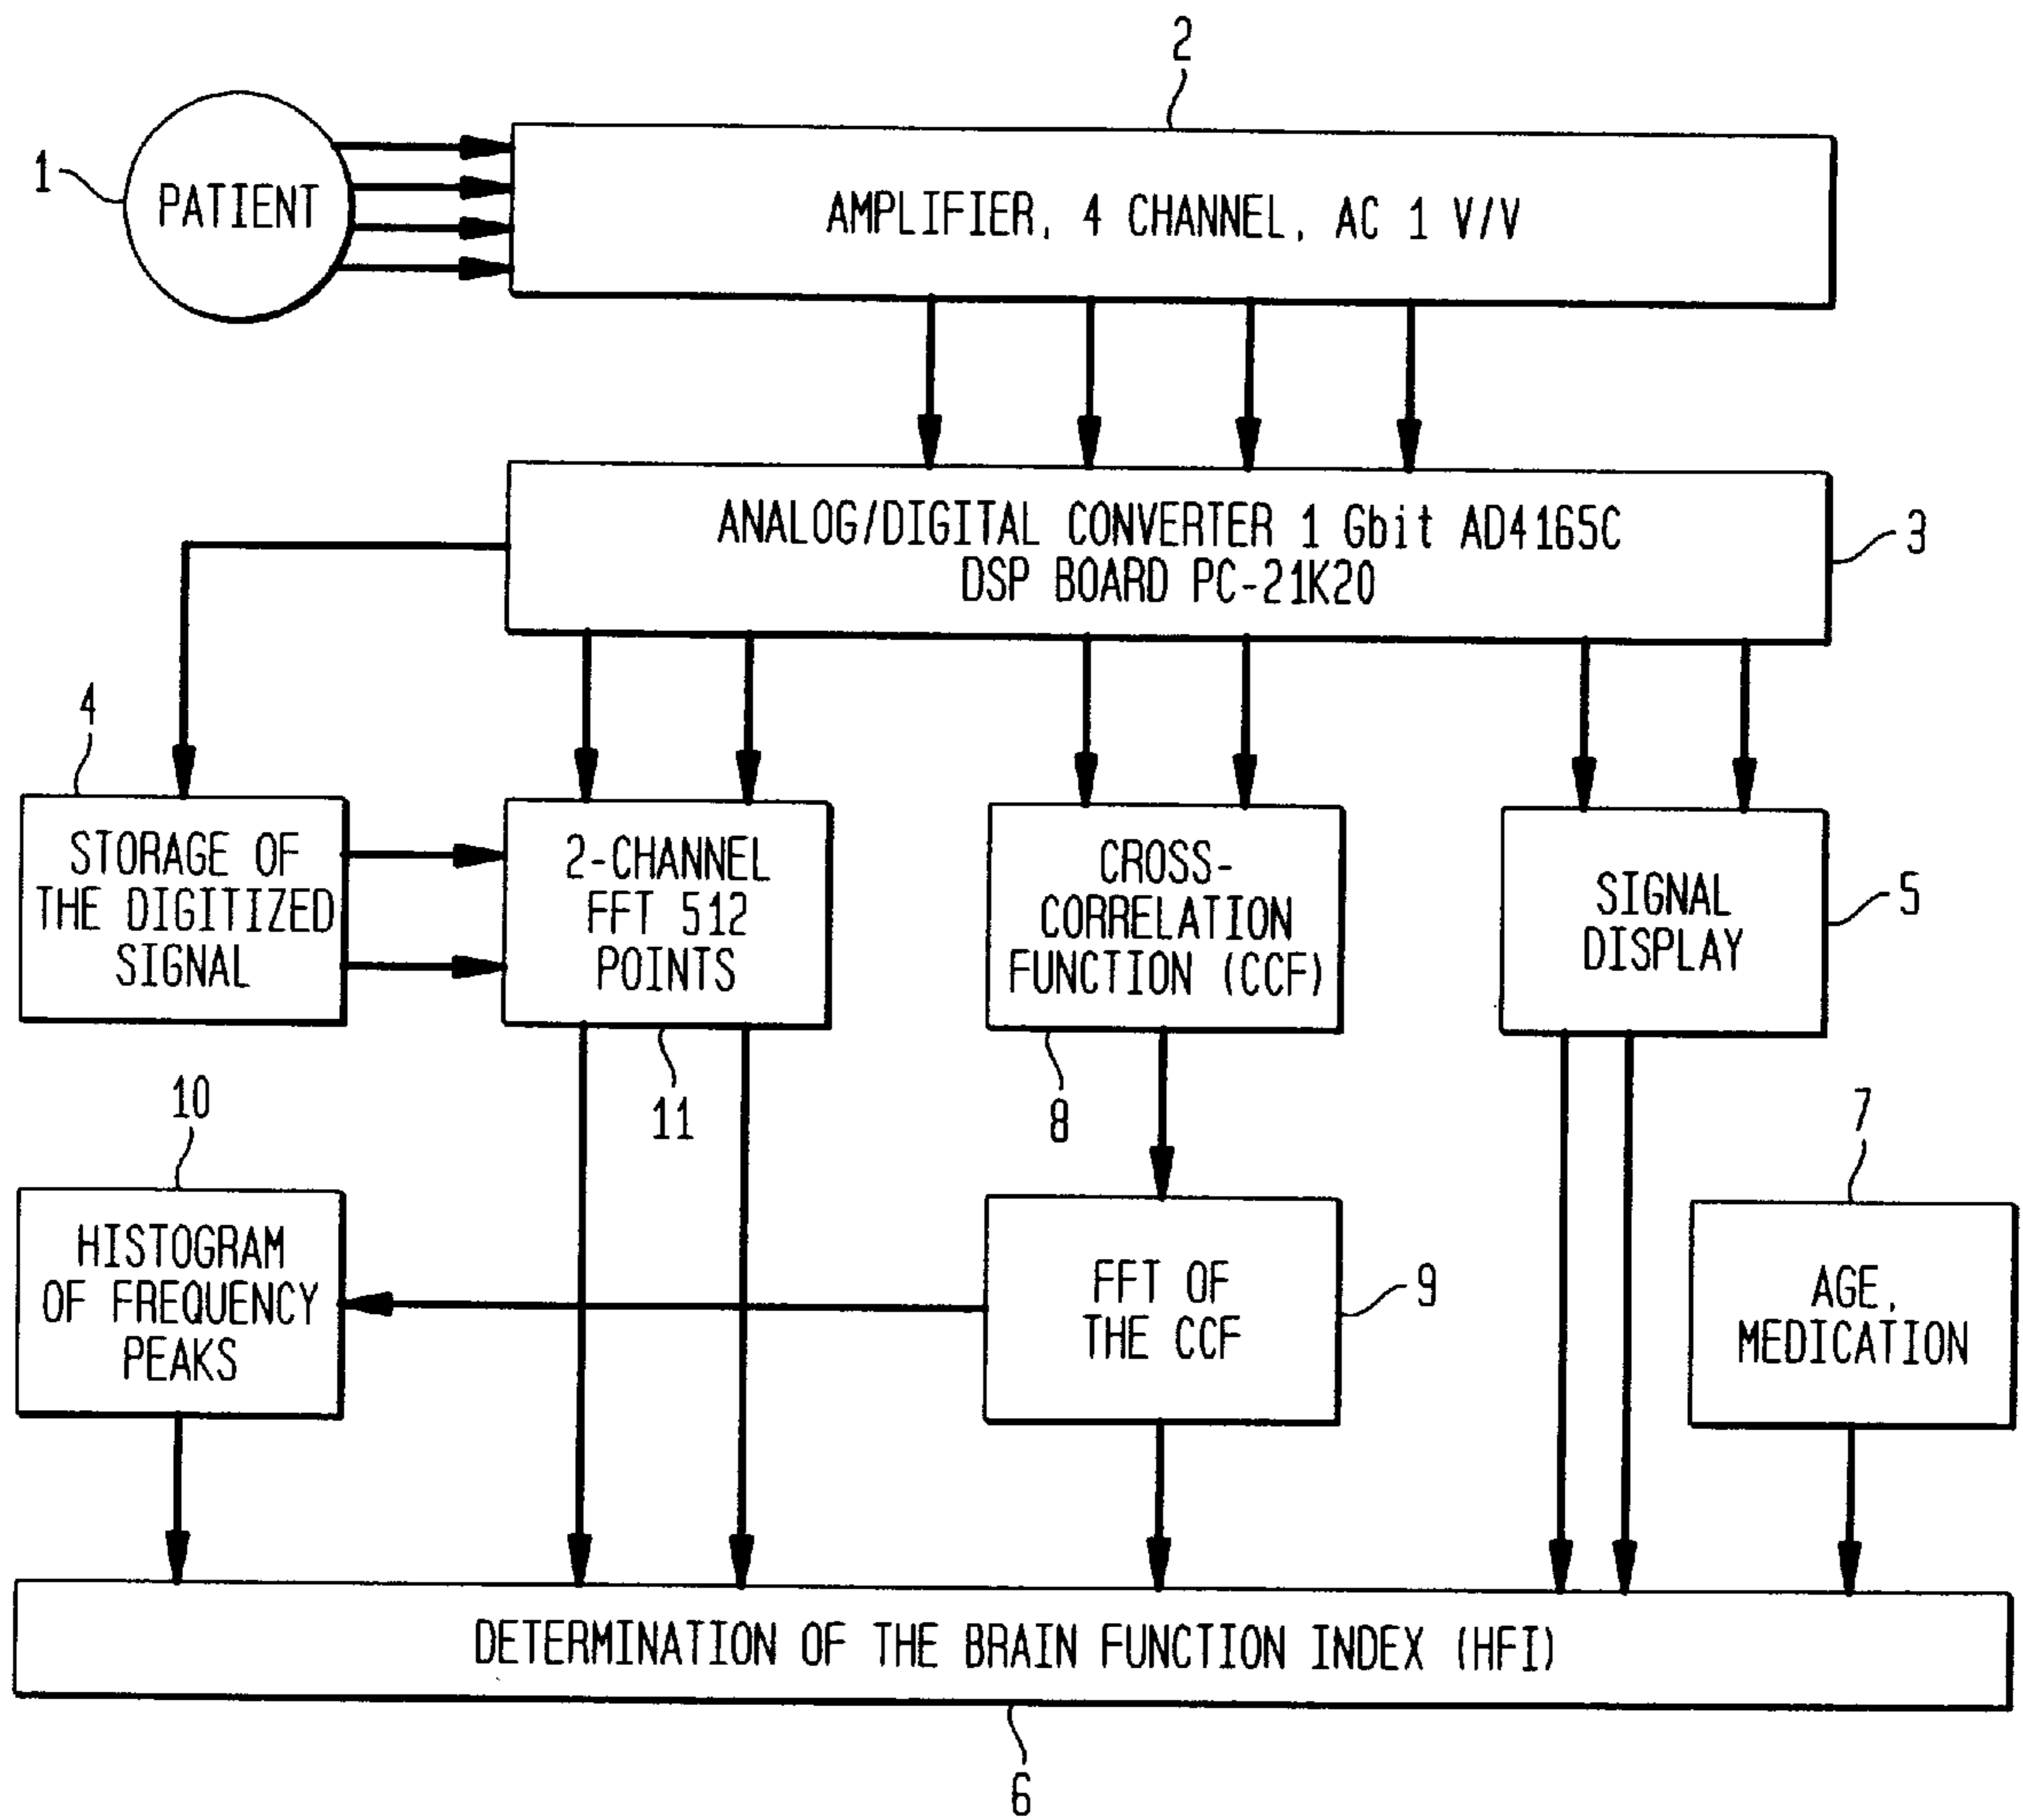 2
1
PATIENT
AMPLIFIER, 4 CHANNEL, AC 1 V/V
ANALOG/DIGITAL CONVERTER 1 Gbit AD4165C
DSP BOARD PC-21K20
3
4
STORAGE OF
THE DIGITIZED
SIGNAL
2-CHANNEL
FFT 512
POINTS
CROSS-
CORRELATION
FUNCTION (CCF)
SIGNAL
DISPLAY
5
10
11
8
7
HISTOGRAM
OF FREQUENCY
PEAKS
FFT OF
THE CCF
9
AGE,
MEDICATION
DETERMINATION OF THE BRAIN FUNCTION INDEX (HFI)
6